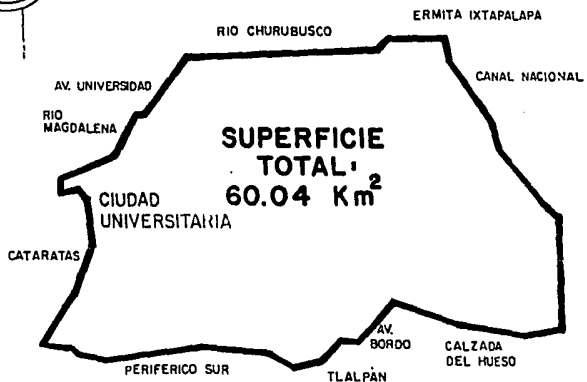 ERMITA IXTAPALAPA
RIO CHURUBUSCO
CANAL NACIONAL
AV. UNIVERSIDAD
RIO
MAGDALENA
SUPERFICIE
TOTAL:
60.04 Km²
CIUDAD
UNIVERSITARIA
CATARATAS
AV.
BORDO
CALZADA
DEL HUESO
PERIFERICO SUR
TLALPÁN